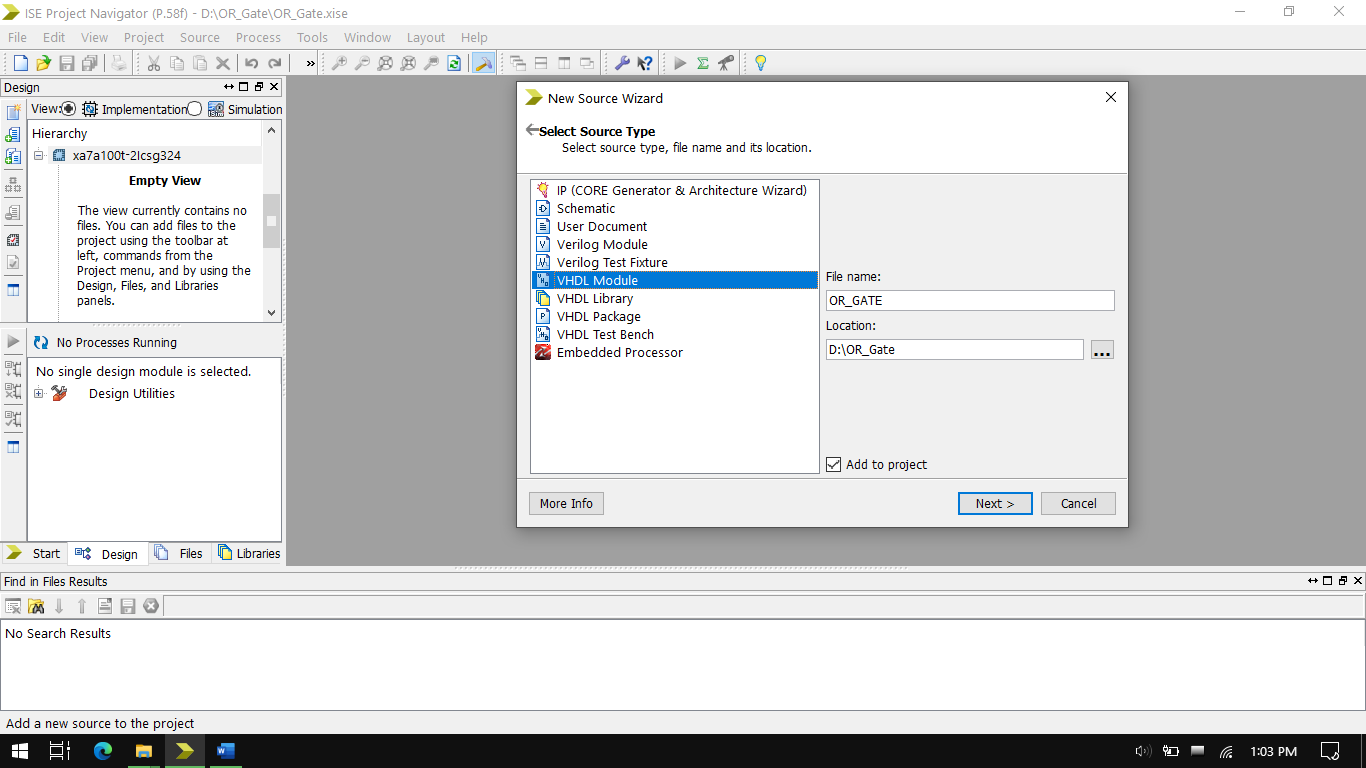 ISE Project Navigator (P.58f) - D:\OR_Gate\OR_Gate.xise
File Edit View Project Source Process Tools Window Layout Help
»
Design
View: Implementation Simulation
Hierarchy
xa7a100t-2Icsg324
Empty View
The view currently contains no
files. You can add files to the
project using the toolbar at
left, commands from the
Project menu, and by using the
Design, Files, and Libraries
panels.
No Processes Running
No single design module is selected.
Design Utilities
Start Design Files Libraries
New Source Wizard
Select Source Type
Select source type, file name and its location.
IP (CORE Generator & Architecture Wizard)
Schematic
User Document
Verilog Module
Verilog Test Fixture
VHDL Module
VHDL Library
VHDL Package
VHDL Test Bench
Embedded Processor
File name:
OR_GATE
Location:
D:\OR_Gate
...
Add to project
More Info
Next >
Cancel
Find in Files Results
No Search Results
Add a new source to the project
1:03 PM